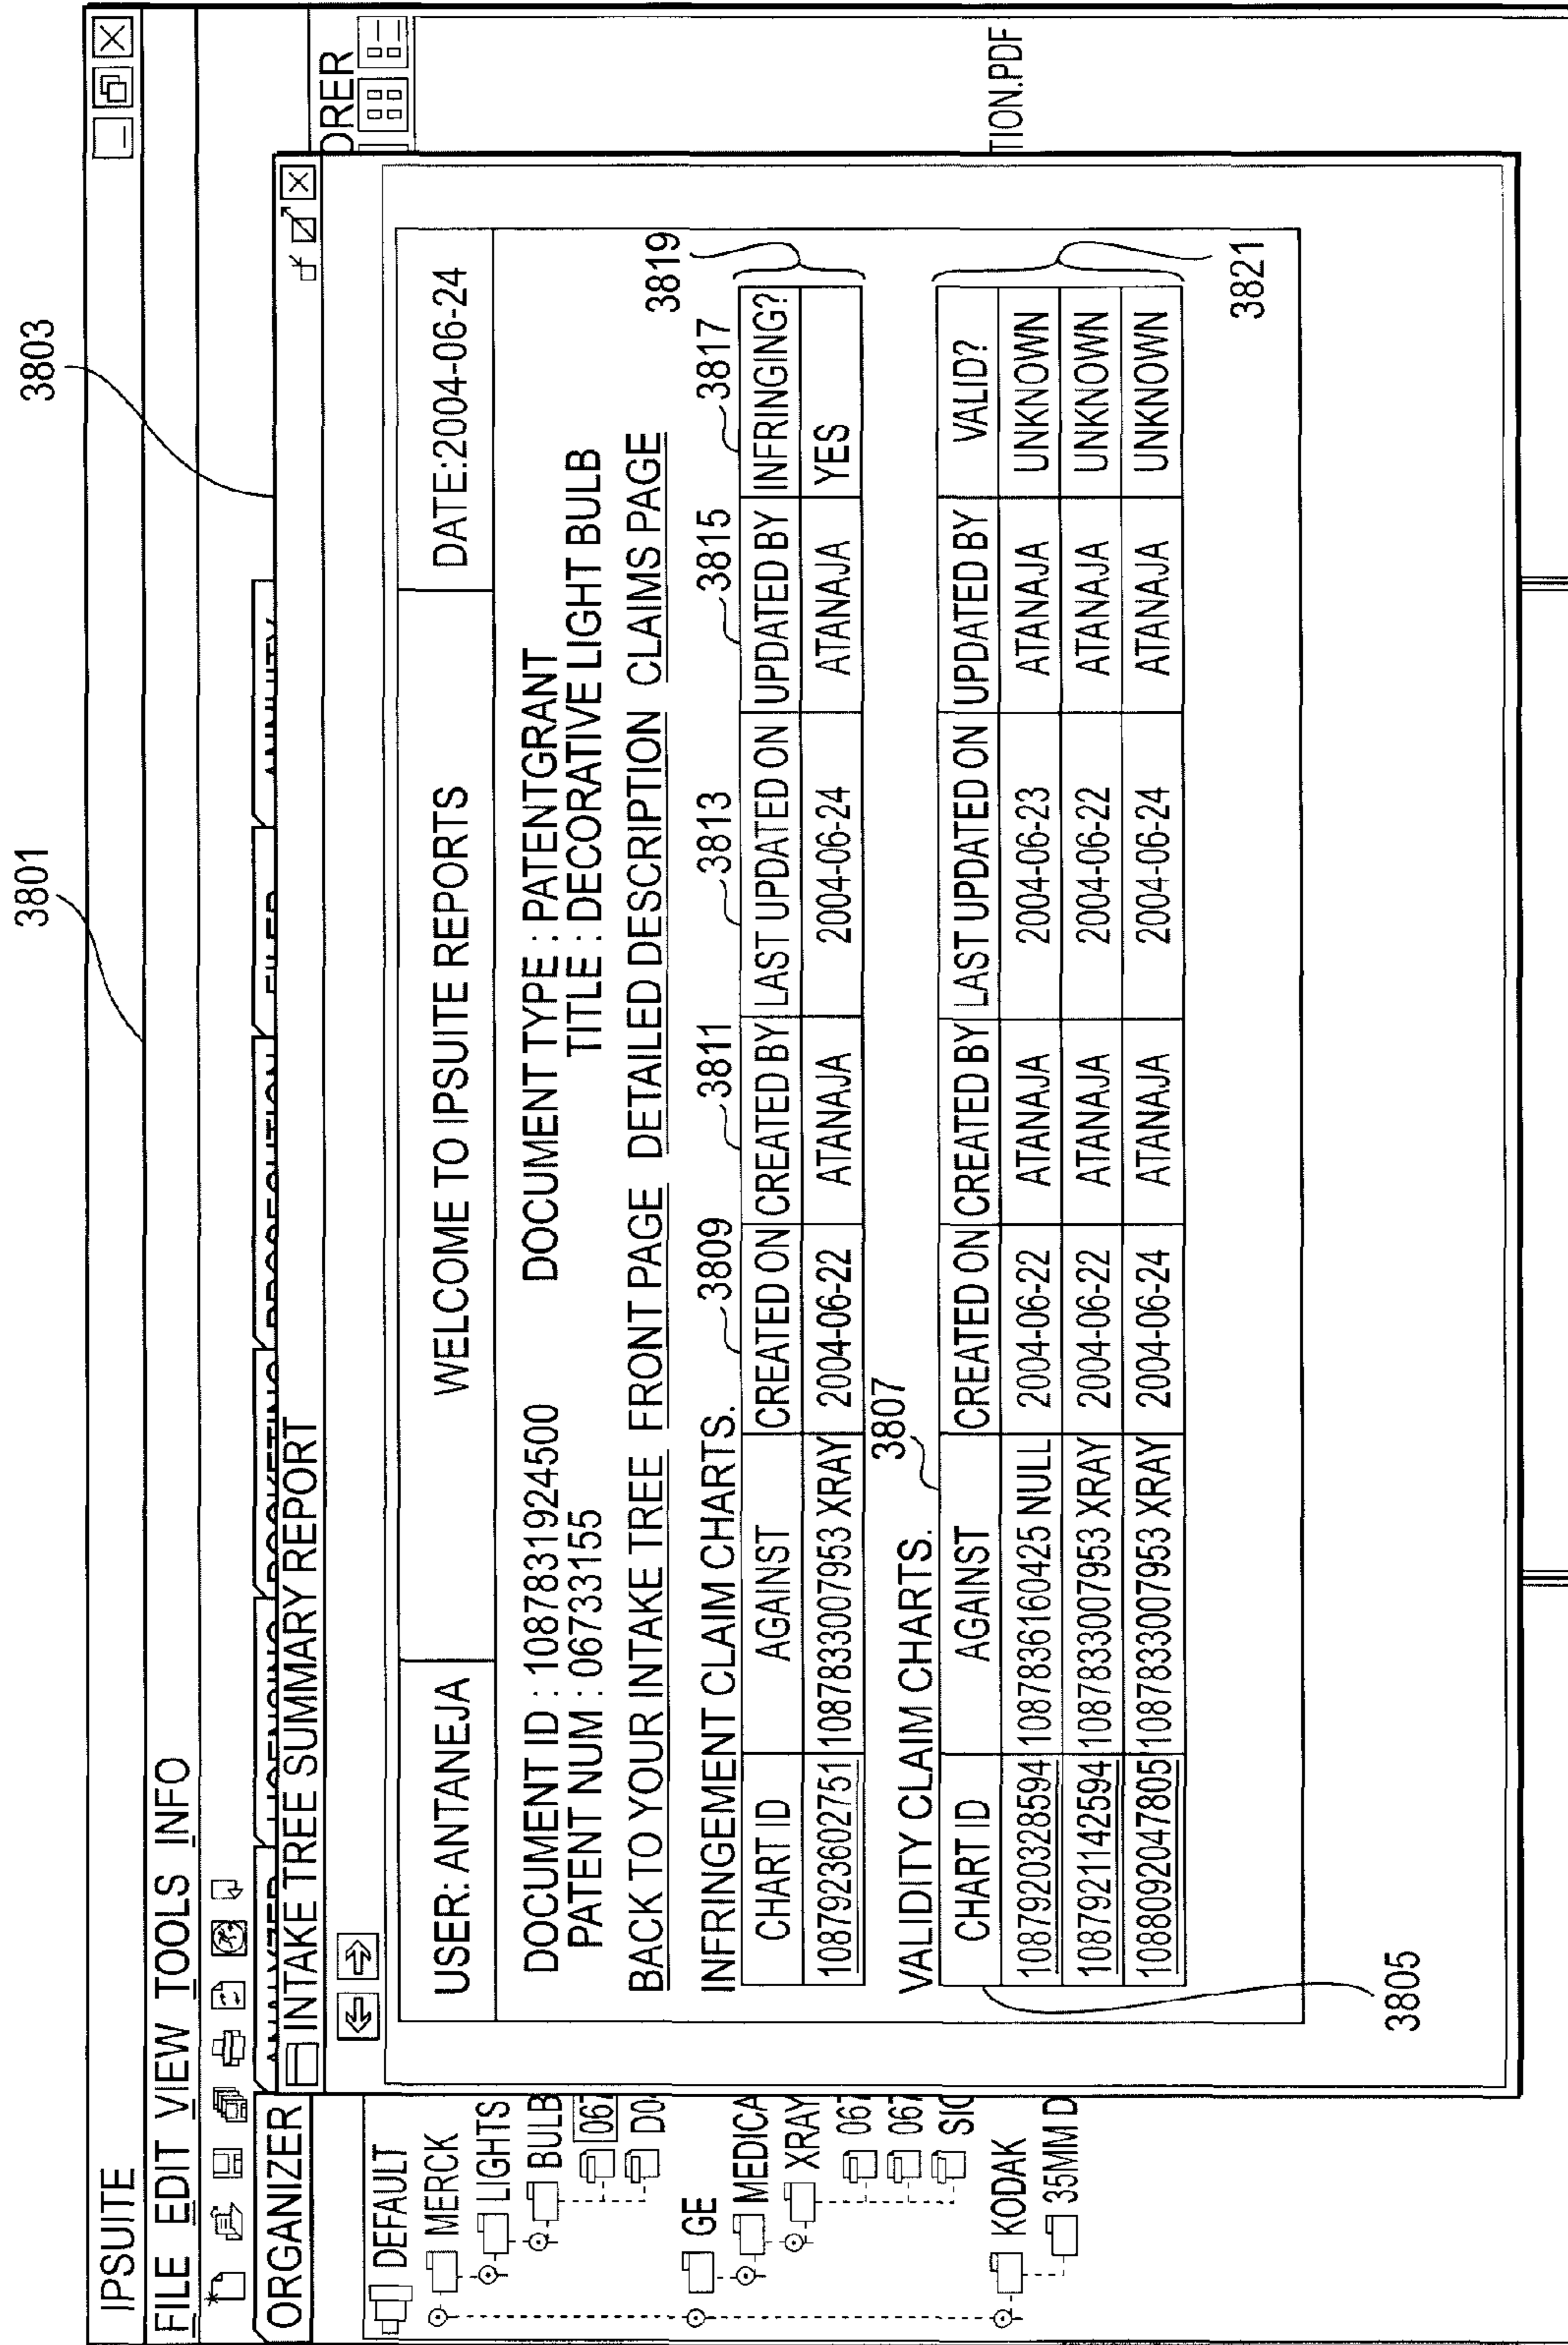 3801
3803
IPSUITE
FILE EDIT VIEW TOOLS INFO
ORGANIZER
INTAKE TREE SUMMARY REPORT
DEFAULT
MERCK
LIGHTS
BULB
067
D0
GE
MEDICA
XRAY
067
067
SIC
KODAK
35MM D
ORER
TION.PDF
USER: ANTANEJA WELCOME TO IPSUITE REPORTS DATE:2004-06-24
DOCUMENT ID : 1087831924500 DOCUMENT TYPE : PATENTGRANT
PATENT NUM : 06733155 TITLE : DECORATIVE LIGHT BULB
BACK TO YOUR INTAKE TREE FRONT PAGE DETAILED DESCRIPTION CLAIMS PAGE
INFRINGEMENT CLAIM CHARTS.
3809 3811 3813 3815 3817 3819
CHART ID AGAINST CREATED ON CREATED BY LAST UPDATED ON UPDATED BY INFRINGING?
1087923602751 1087833007953 XRAY 2004-06-22 ATANAJA 2004-06-24 ATANAJA YES
VALIDITY CLAIM CHARTS.
3807
CHART ID AGAINST CREATED ON CREATED BY LAST UPDATED ON UPDATED BY VALID?
1087920328594 1087836160425 NULL 2004-06-22 ATANAJA 2004-06-23 ATANAJA UNKNOWN
1087921142594 1087833007953 XRAY 2004-06-22 ATANAJA 2004-06-22 ATANAJA UNKNOWN
1088092047805 1087833007953 XRAY 2004-06-24 ATANAJA 2004-06-24 ATANAJA UNKNOWN
3805
3821